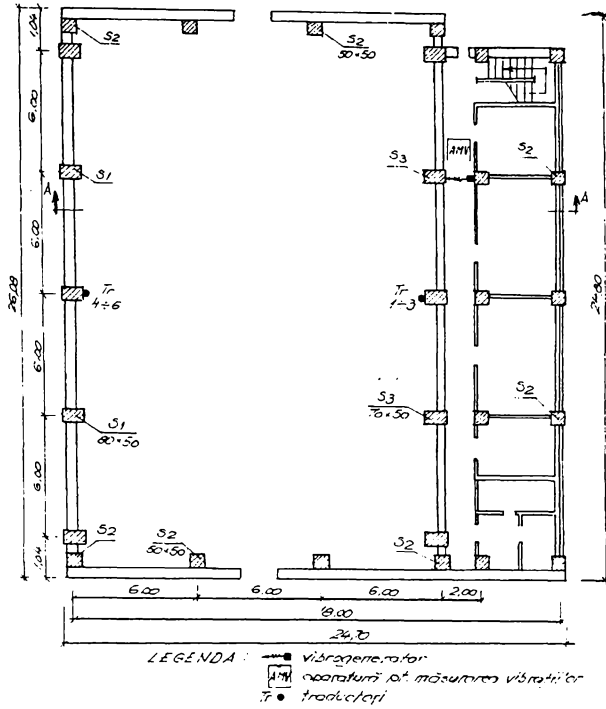 1.04
S2
S2
50×50
6.00
S1
S3
AMV
S2
A
A
6.00
26.08
24.80
Tr
4÷6
Tr
1÷3
6.00
S1
80×50
S3
70×50
S2
6.00
S2
S2
50×50
S2
1.04
6.00
6.00
6.00
2.00
18.00
24.70
LEGENDA :
vibrogenerator
AMV aparatură pt. măsurarea vibrațiilor
Tr traductori